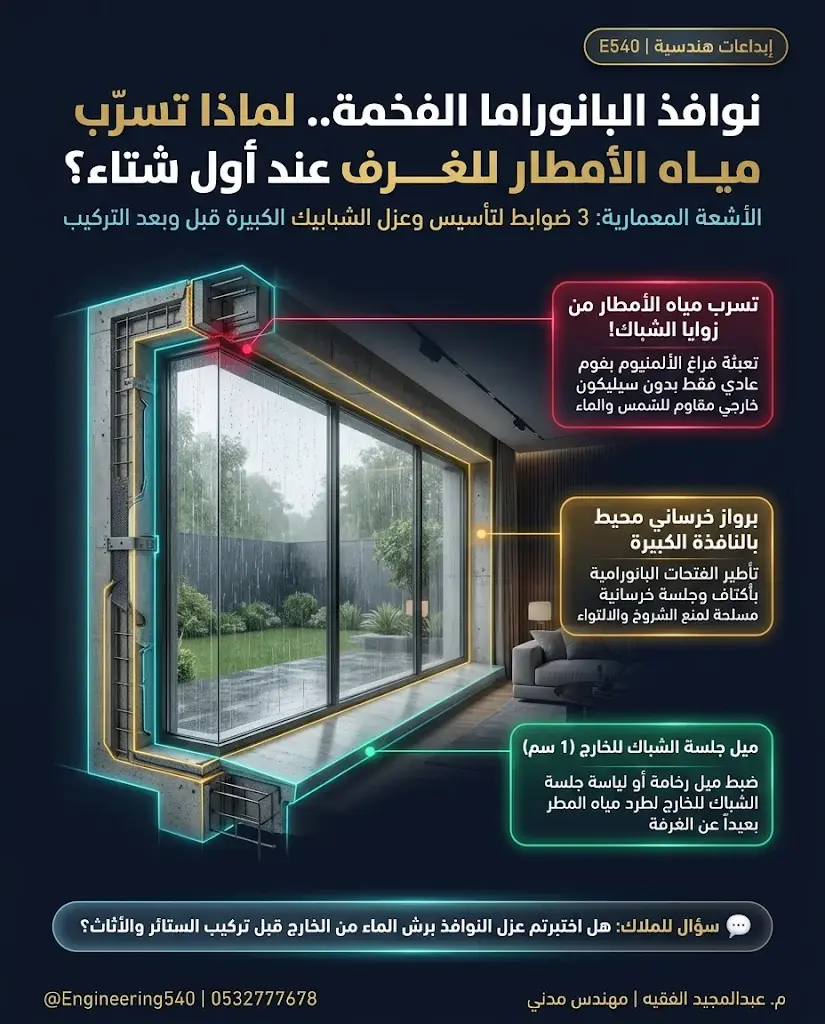 إبداعات هندسية | E540
نوافذ البانوراما الفخمة.. لماذا تسرّب
ميـاه الأمطار للغـرف عند أول شتاء؟
الأشعة المعمارية: 3 ضوابط لتأسيس وعزل الشبابيك الكبيرة قبل وبعد التركيب
تسرب مياه الأمطار من
زوايا الشباك!
تعبئة فراغ الألمنيوم بفوم
عادي فقط بدون سيليكون
خارجي مقاوم للشمس والماء
برواز خرساني محيط
بالنافذة الكبيرة
تأطير الفتحات البانورامية
بأكتاف وجلسة خرسانية
مسلحة لمنع الشروخ والالتواء
ميل جلسة الشباك للخارج (1 سم)
ضبط ميل رخامة أو لياسة جلسة
الشباك للخارج لطرد مياه المطر
بعيداً عن الغرفة
💬 سؤال للملاك: هل اختبرتم عزل النوافذ برش الماء من الخارج قبل تركيب الستائر والأثاث؟
م. عبدالمجيد الفقيه | مهندس مدني
@Engineering540 | 0532777678